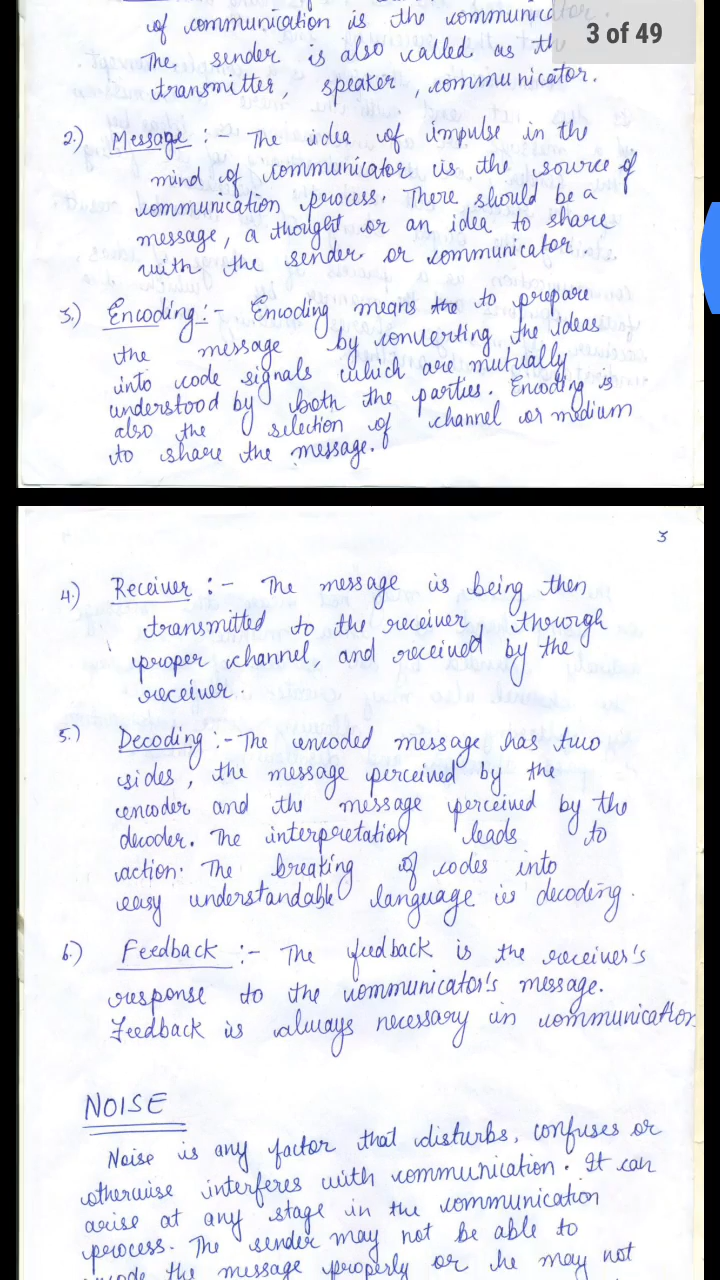 of communication is the communicator.
3 of 49
The sender is also called as the
transmitter, speaker, communicator.
2.) Message :- The idea of impulse in the
mind of communicator is the source of
communication process. There should be a
message, a thought or an idea to share
with the sender or communicator.
3.) Encoding :- Encoding means the to prepare
the message by converting the ideas
into code signals which are mutually
understood by both the parties. Encoding is
also the selection of channel or medium
to share the message.
3
4.) Receiver :- The message is being then
transmitted to the receiver through
proper channel, and received by the
receiver.
5.) Decoding :- The encoded message has two
sides, the message perceived by the
encoder and the message perceived by the
decoder. The interpretation leads to
action. The breaking of codes into
easy understandable language is decoding.
6.) Feedback :- The feedback is the receiver's
response to the communicator's message.
Feedback is always necessary in communication
NOISE
Noise is any factor that disturbs, confuses or
otherwise interferes with communication. It can
arise at any stage in the communication
process. The sender may not be able to
encode the message properly or he may not